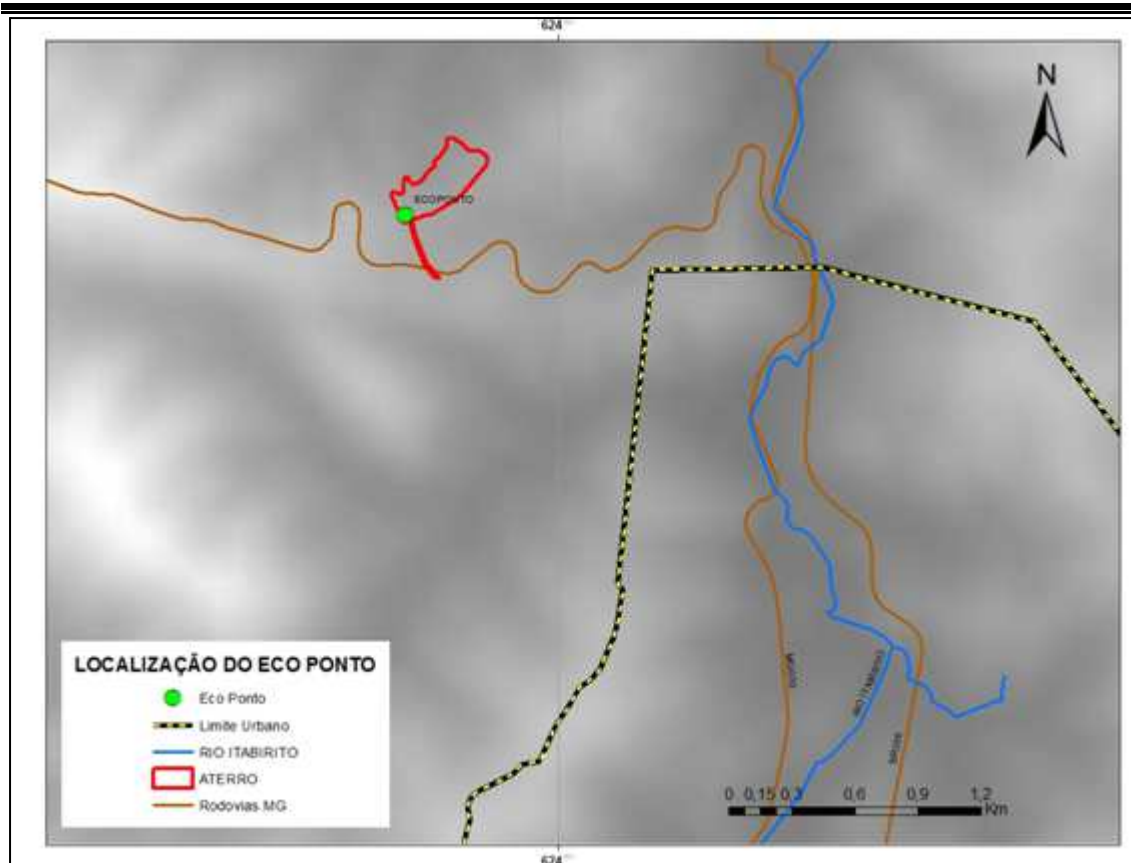 624
N
ECOPONTO
LOCALIZAÇÃO DO ECO PONTO
Eco Ponto
Limite Urbano
RIO ITABIRITO
ATERRO
Rodovias MG
RIO ITABIRITO
0 0,15 0,3 0,6 0,9 1,2
Km
624